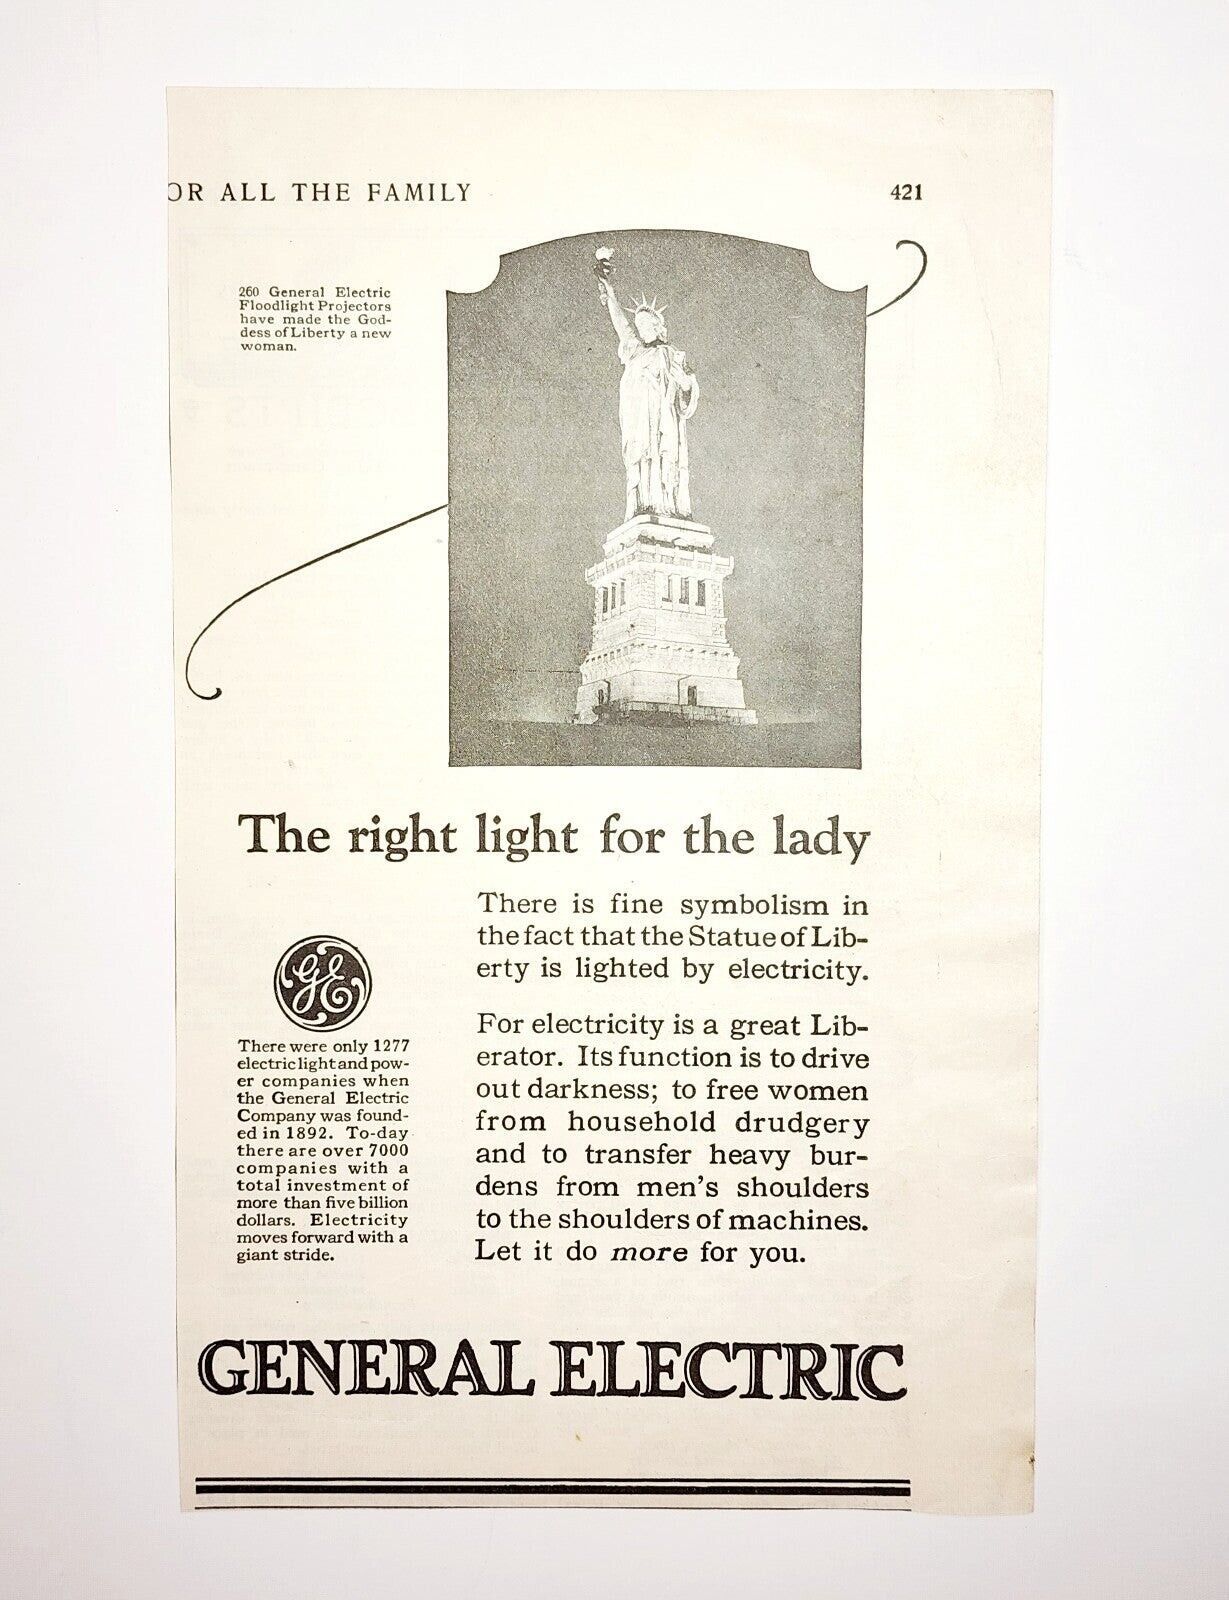 OR ALL THE FAMILY
421
260 General Electric
Floodlight Projectors
have made the God-
dess of Liberty a new
woman.
The right light for the lady
There is fine symbolism in
the fact that the Statue of Lib-
erty is lighted by electricity.
For electricity is a great Lib-
erator. Its function is to drive
out darkness; to free women
from household drudgery
and to transfer heavy bur-
dens from men's shoulders
to the shoulders of machines.
Let it do more for you.
GE
There were only 1277
electric light and pow-
er companies when
the General Electric
Company was found-
ed in 1892. To-day
there are over 7000
companies with a
total investment of
more than five billion
dollars. Electricity
moves forward with a
giant stride.
GENERAL ELECTRIC